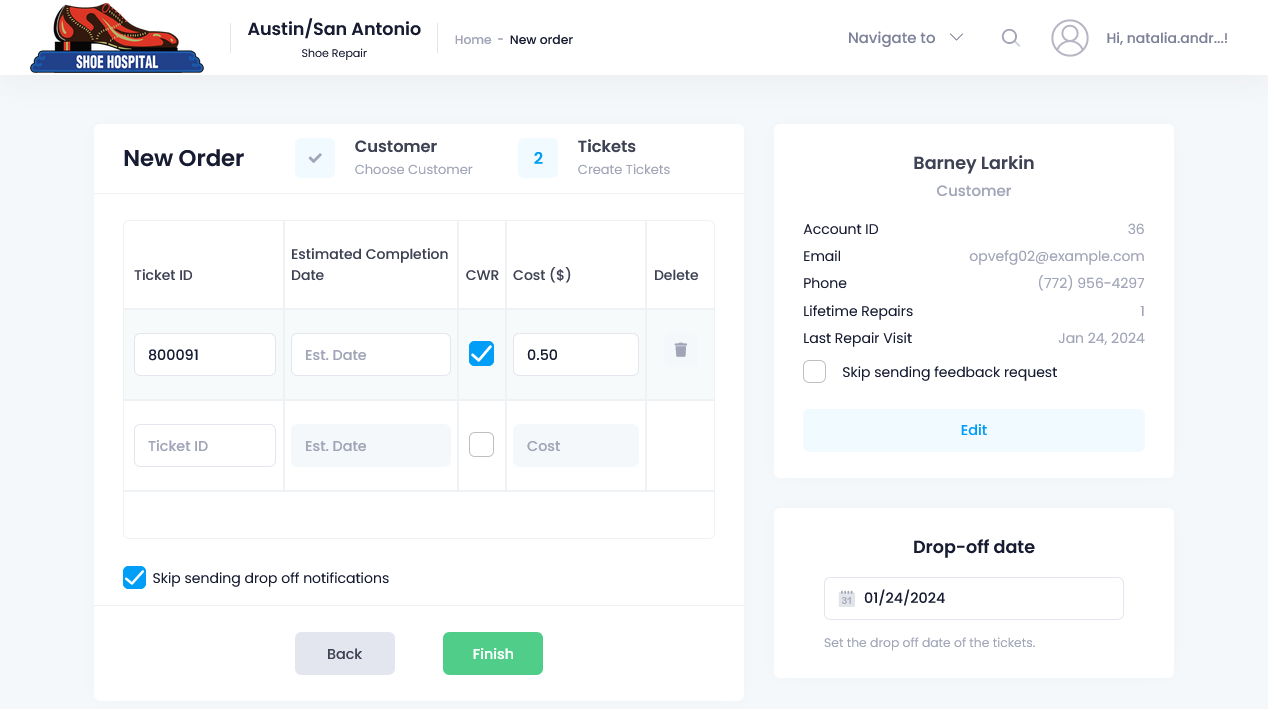 SHOE HOSPITAL
Austin/San Antonio
Shoe Repair
Home - New order
Navigate to
Hi, natalia.andr...!
New Order
Customer
Choose Customer
2
Tickets
Create Tickets
Ticket ID
Estimated Completion
Date
CWR
Cost ($)
Delete
800091
Est. Date
0.50
Ticket ID
Est. Date
Cost
Skip sending drop off notifications
Back
Finish
Barney Larkin
Customer
Account ID 36
Email opvefg02@example.com
Phone (772) 956-4297
Lifetime Repairs 1
Last Repair Visit Jan 24, 2024
Skip sending feedback request
Edit
Drop-off date
31 01/24/2024
Set the drop off date of the tickets.